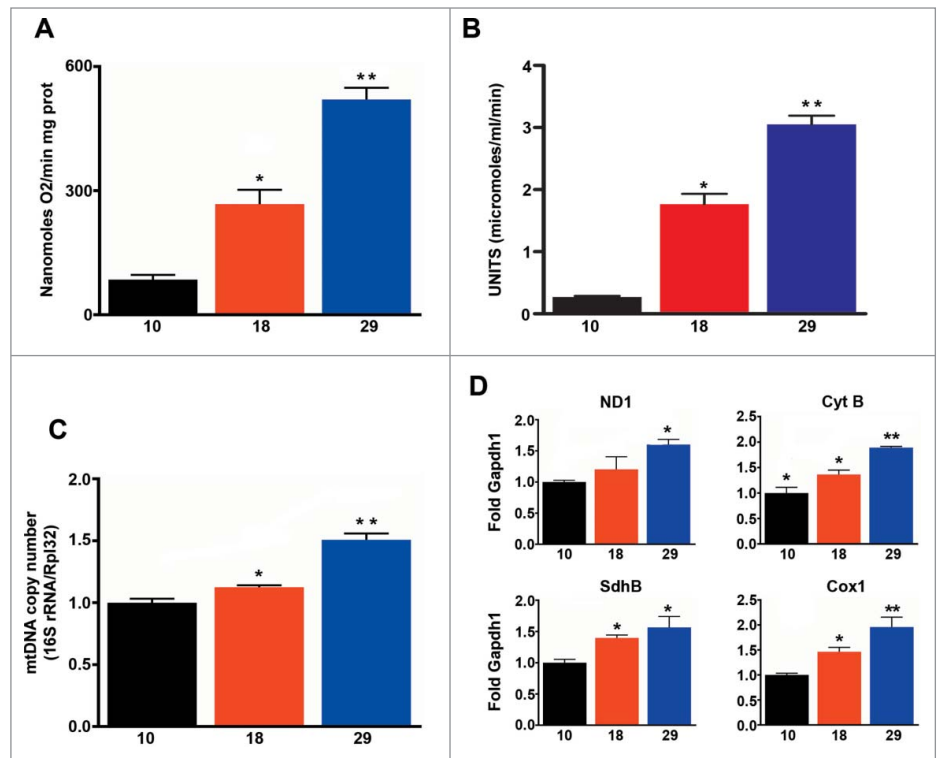 A
Nanomoles O2/min mg prot
600
300
0
*
**
10 18 29
B
UNITS (micromoles/ml/min)
4
3
2
1
0
*
**
10 18 29
C
mtDNA copy number
(16S rRNA/Rpl32)
2.0
1.5
1.0
0.5
0.0
*
**
10 18 29
D
ND1
Fold Gapdh1
2.0
1.5
1.0
0.5
0.0
*
10 18 29
Cyt B
2.5
2.0
1.5
1.0
0.5
0.0
*
*
**
10 18 29
SdhB
Fold Gapdh1
2.0
1.5
1.0
0.5
0.0
*
*
10 18 29
Cox1
2.5
2.0
1.5
1.0
0.5
0.0
*
**
10 18 29